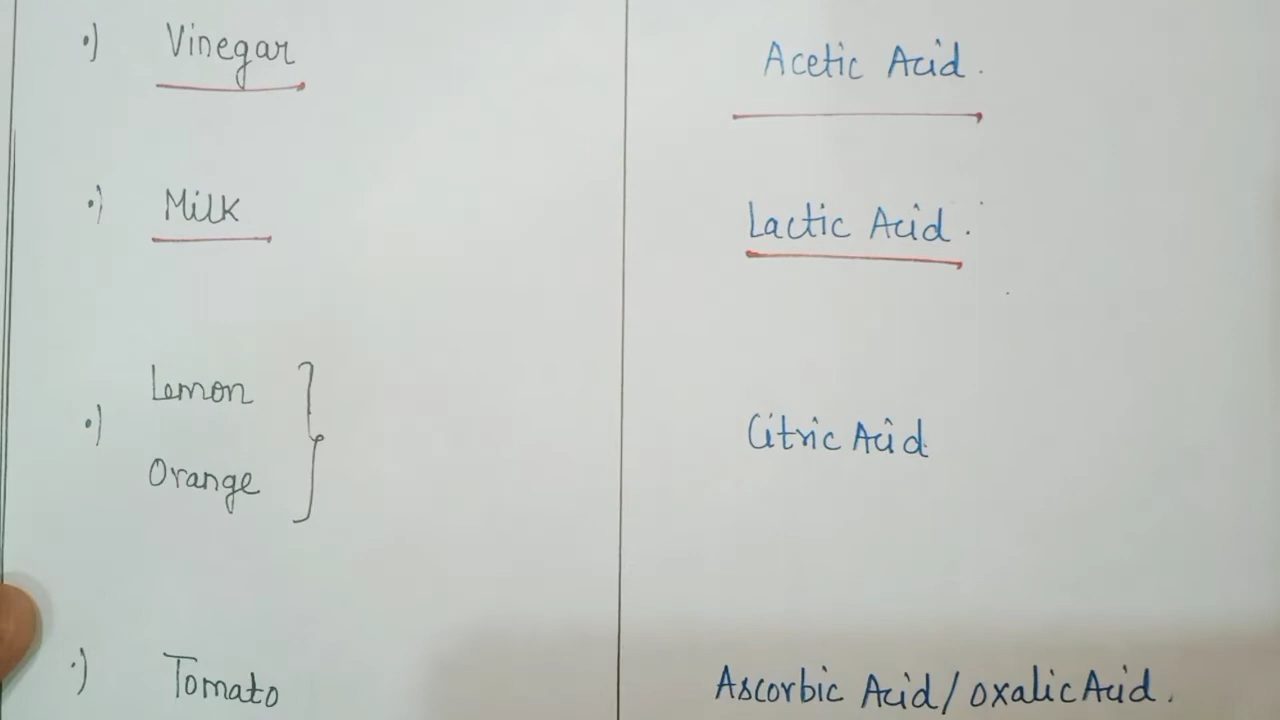 •) Vinegar Acetic Acid.
•) Milk Lactic Acid.
Lemon
•) } Citric Acid
Orange
•) Tomato Ascorbic Acid / Oxalic Acid.